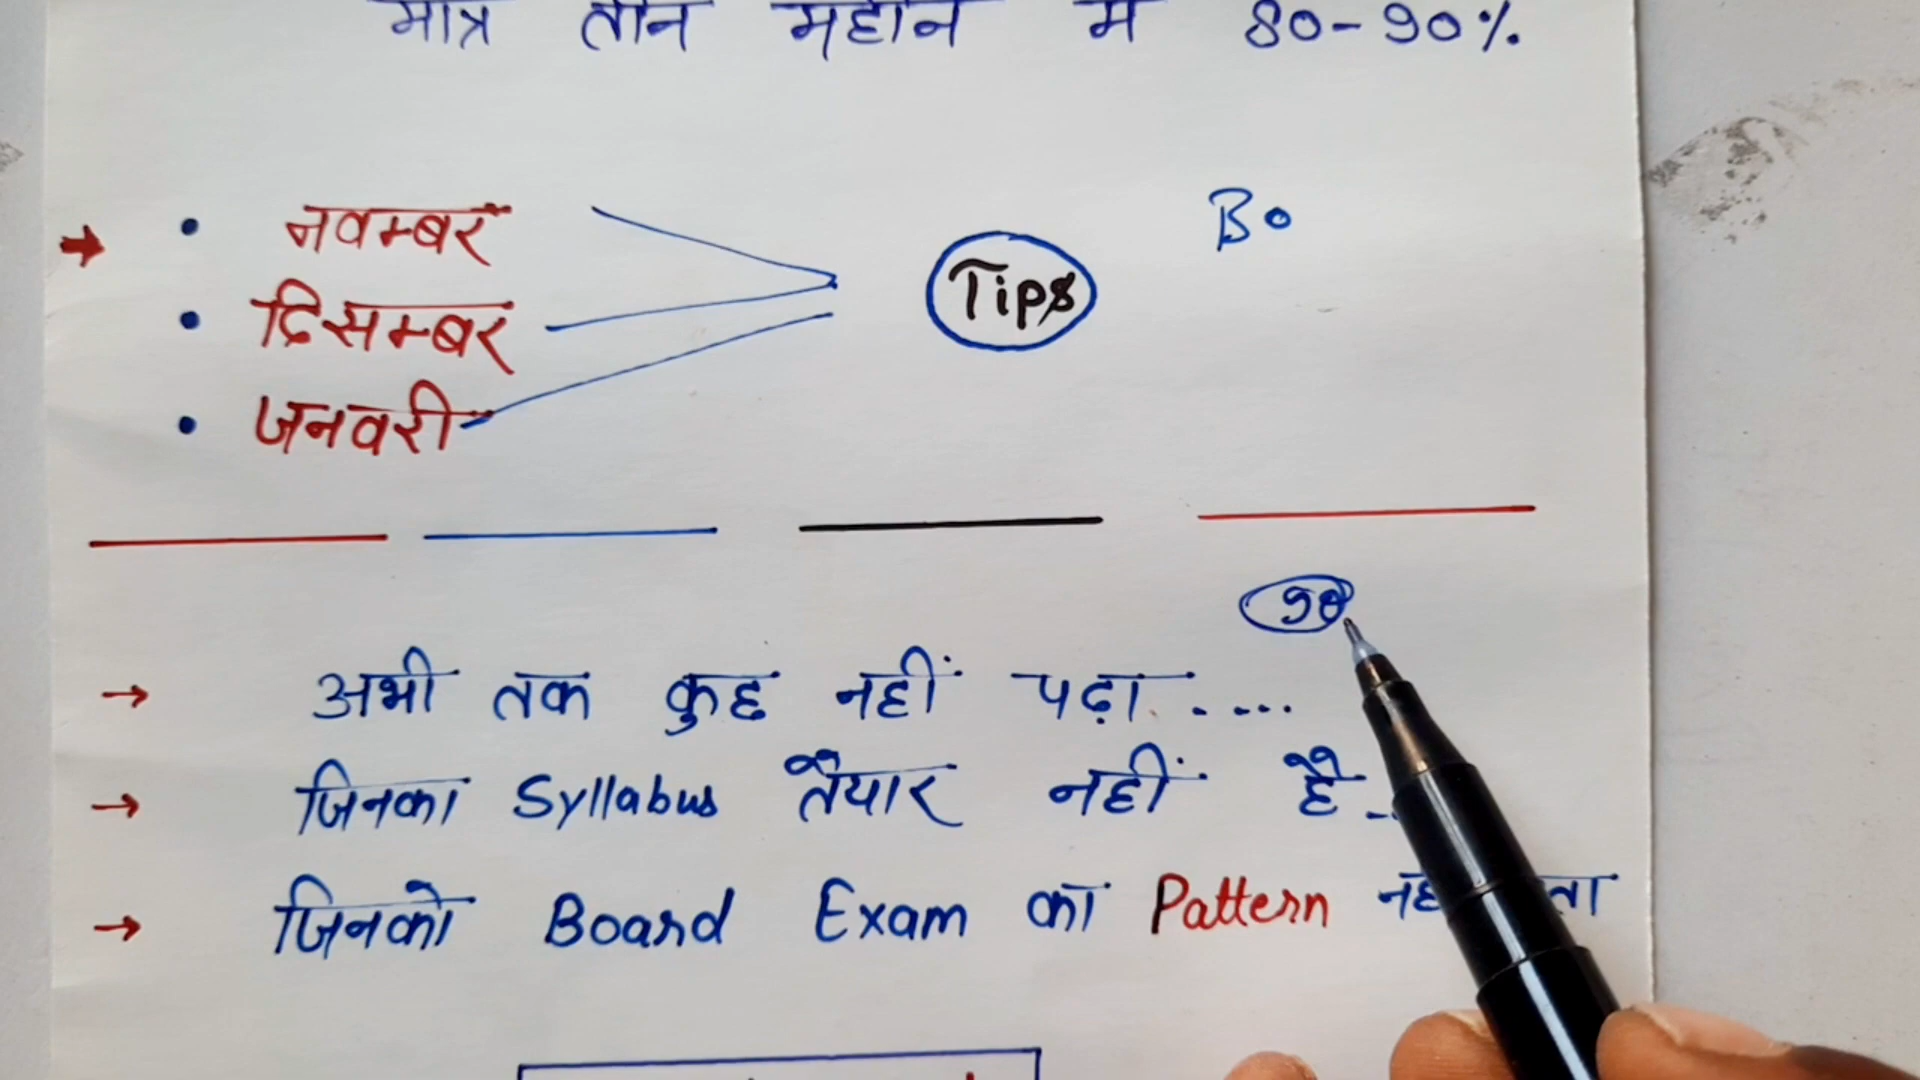 मात्र तीन महीने में 80-90%.
• नवम्बर
Bo
Tips
• दिसम्बर
• जनवरी
90
→ अभी तक कुछ नहीं पढ़ा.....
→ जिनका Syllabus तैयार नहीं है..
→ जिनको Board Exam का Pattern